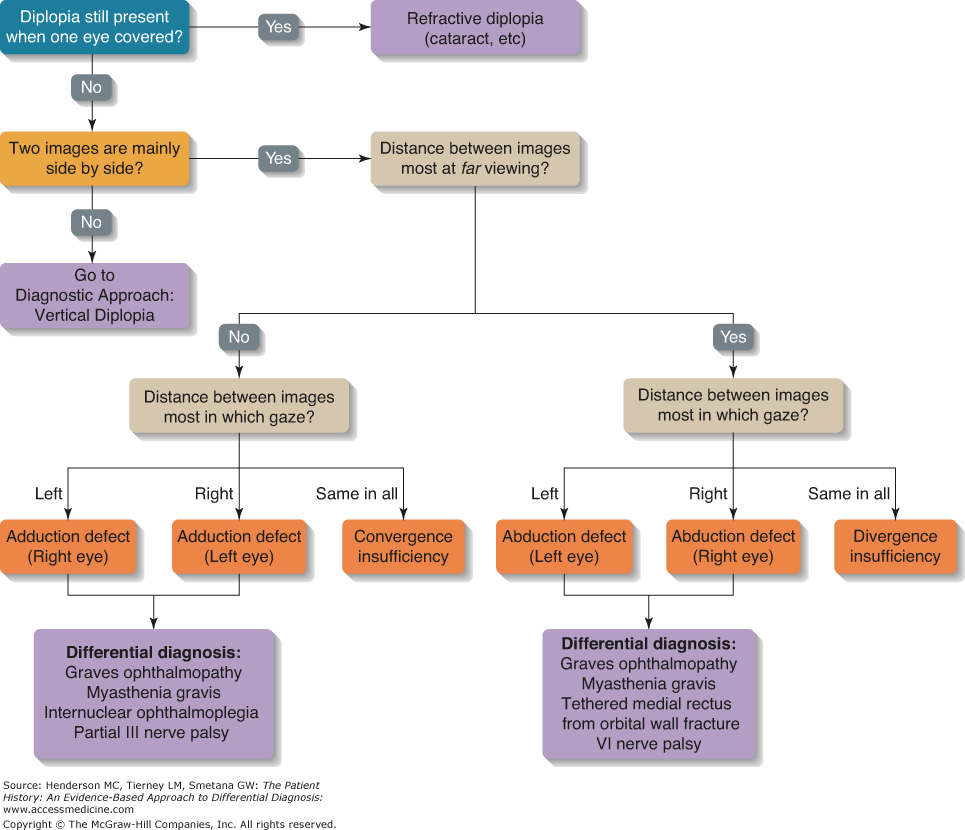 Diplopia still present
when one eye covered?
Yes
Refractive diplopia
(cataract, etc)
No
Two images are mainly
side by side?
Yes
Distance between images
most at far viewing?
No
Go to
Diagnostic Approach:
Vertical Diplopia
No
Yes
Distance between images
most in which gaze?
Distance between images
most in which gaze?
Left
Right
Same in all
Left
Right
Same in all
Adduction defect
(Right eye)
Adduction defect
(Left eye)
Convergence
insufficiency
Abduction defect
(Left eye)
Abduction defect
(Right eye)
Divergence
insufficiency
Differential diagnosis:
Graves ophthalmopathy
Myasthenia gravis
Internuclear ophthalmoplegia
Partial III nerve palsy
Differential diagnosis:
Graves ophthalmopathy
Myasthenia gravis
Tethered medial rectus
from orbital wall fracture
VI nerve palsy
Source: Henderson MC, Tierney LM, Smetana GW: The Patient
History: An Evidence-Based Approach to Differential Diagnosis:
www.accessmedicine.com
Copyright © The McGraw-Hill Companies, Inc. All rights reserved.